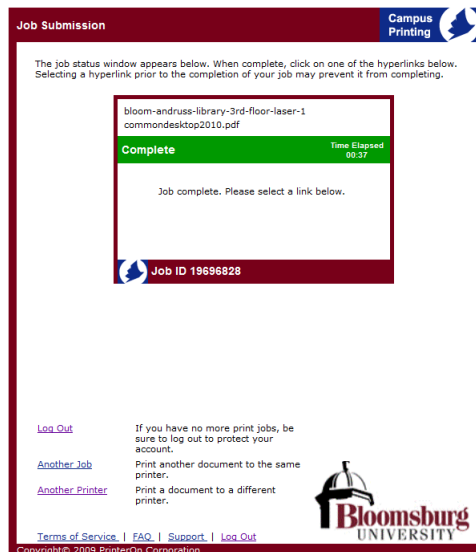 Job Submission
Campus
Printing
The job status window appears below. When complete, click on one of the hyperlinks below.
Selecting a hyperlink prior to the completion of your job may prevent it from completing.
bloom-andruss-library-3rd-floor-laser-1
commondesktop2010.pdf
Complete
Time Elapsed
00:37
Job complete. Please select a link below.
Job ID 19696828
Log Out
If you have no more print jobs, be
sure to log out to protect your
account.
Another Job
Print another document to the same
printer.
Another Printer
Print a document to a different
printer.
Bloomsburg
UNIVERSITY
Terms of Service | FAQ | Support | Log Out
Copyright© 2009 PrinterOn Corporation